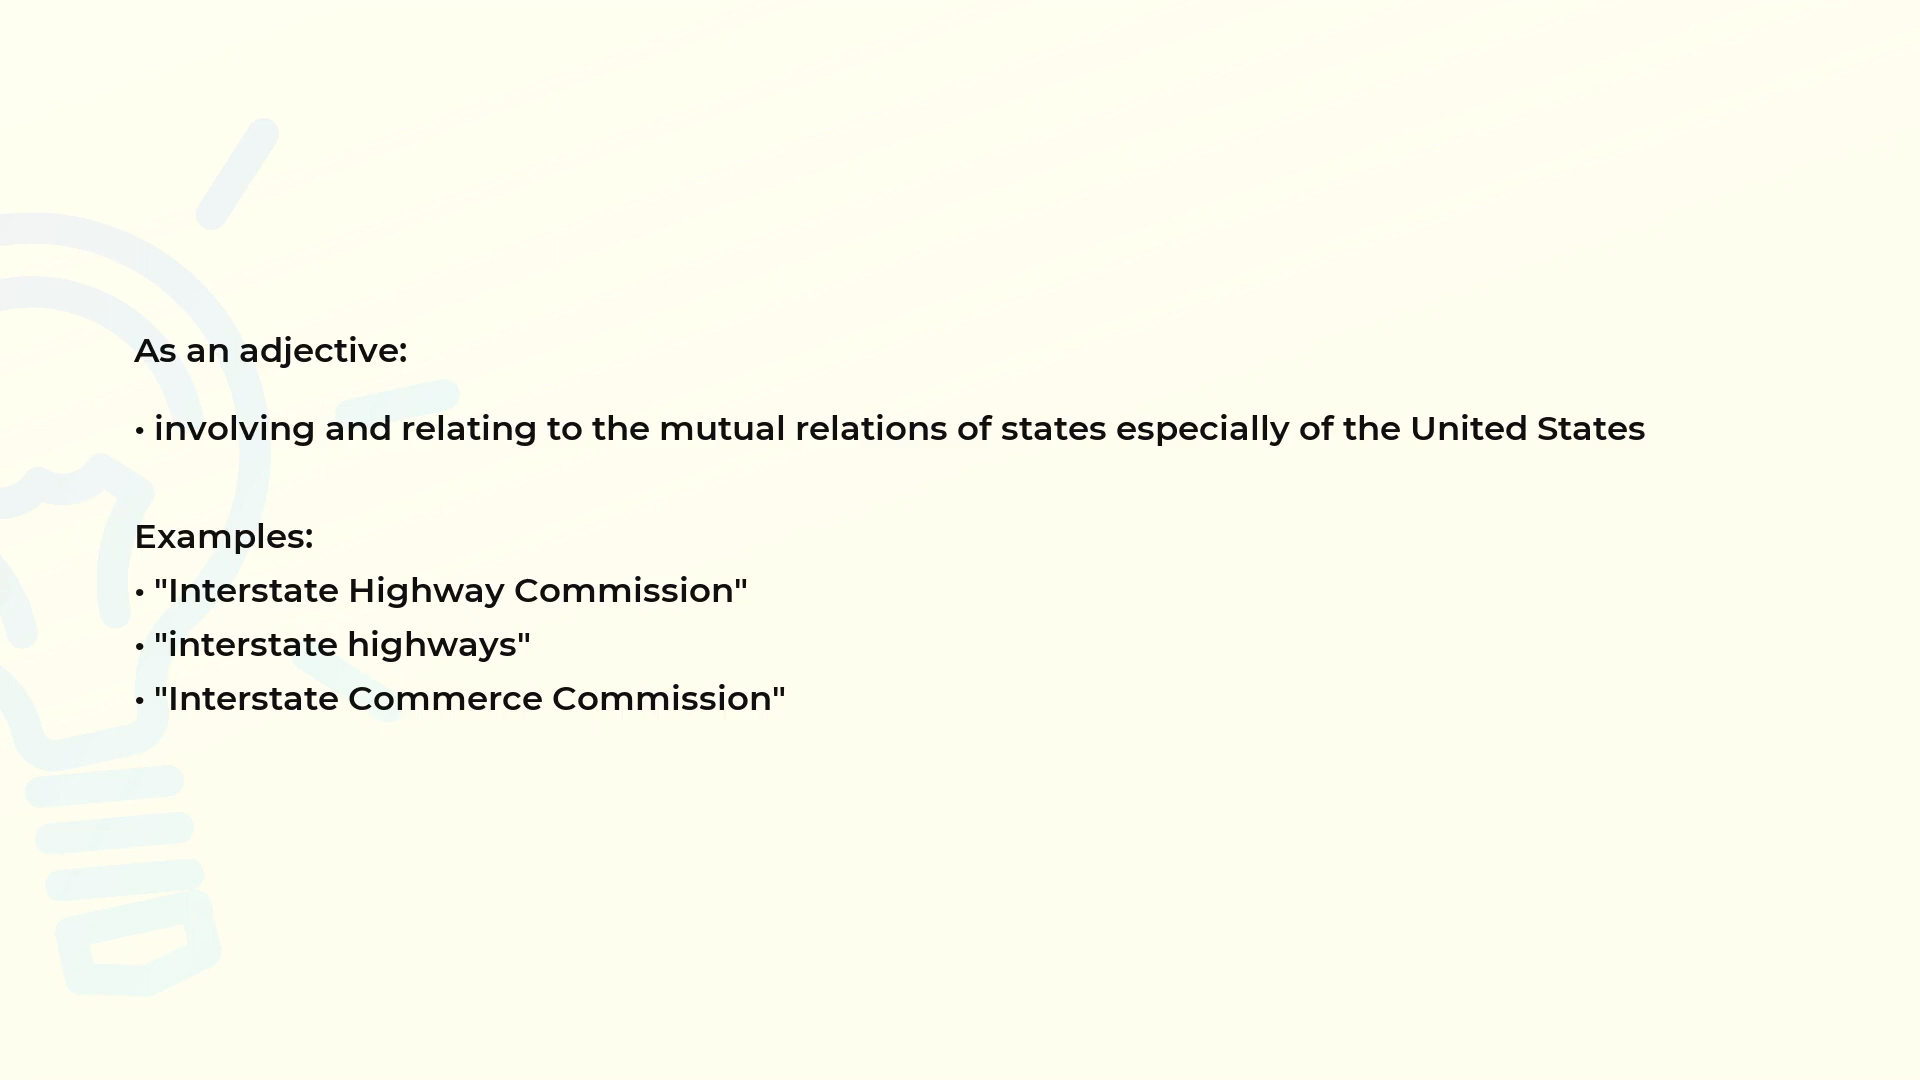 As an adjective:
• involving and relating to the mutual relations of states especially of the United States
Examples:
• "Interstate Highway Commission"
• "interstate highways"
• "Interstate Commerce Commission"